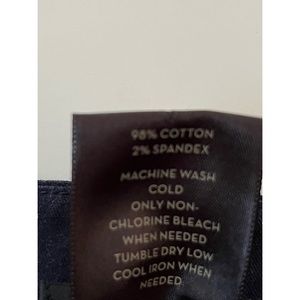 98% COTTON
2% SPANDEX
MACHINE WASH
COLD
ONLY NON-
CHLORINE BLEACH
WHEN NEEDED
TUMBLE DRY LOW
COOL IRON WHEN
NEEDED